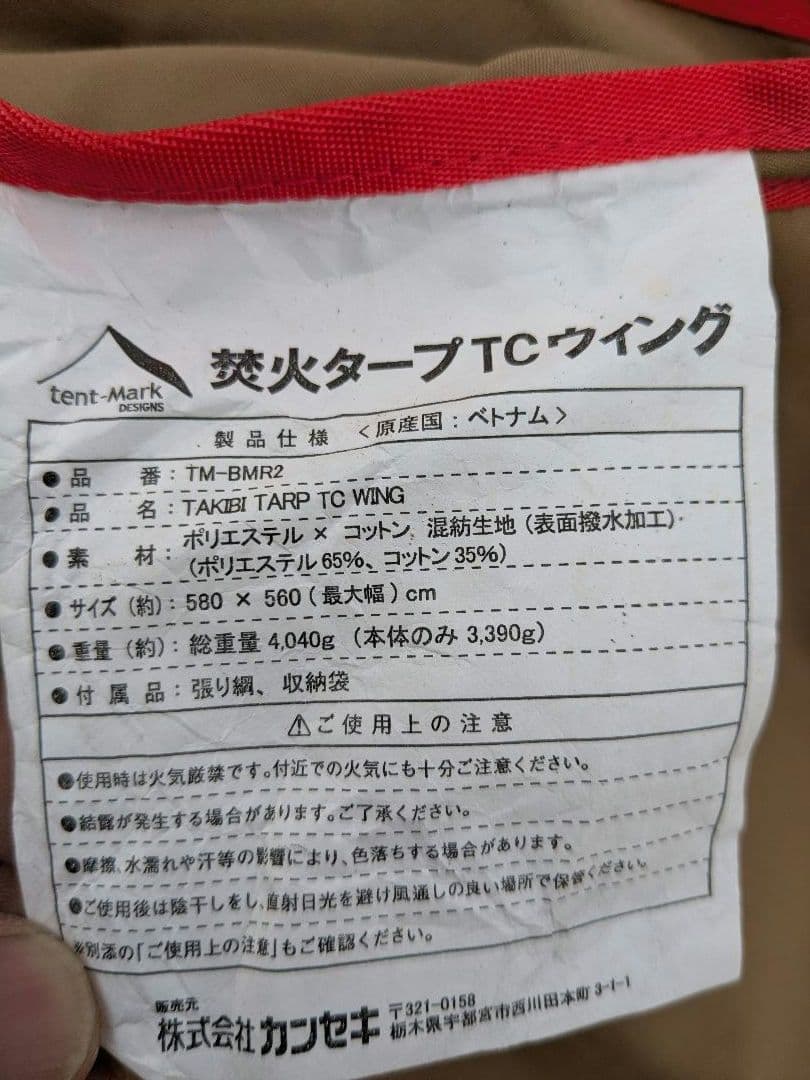 tent-Mark
DESIGNS
焚火タープTCウィング
製品仕様 〈原産国:ベトナム〉
●品番:TM-BMR2
●品名:TAKIBI TARP TC WING
●素材:ポリエステル × コットン, 混紡生地(表面撥水加工)
(ポリエステル65%、コットン35%)
●サイズ(約):580 × 560(最大幅)cm
●重量(約):総重量4,040g(本体のみ 3,390g)
●付属品:張り綱、収納袋
⚠ご使用上の注意
●使用時は火気厳禁です。付近での火気にも十分ご注意ください。
●結露が発生する場合があります。ご了承ください。
●摩擦、水濡れや汗等の影響により、色落ちする場合があります。
●ご使用後は陰干しをし、直射日光を避け風通しの良い場所で保管ください。
※別添の「ご使用上の注意」もご確認ください。
販売元
株式会社カンセキ
〒321-0158
栃木県宇都宮市西川田本町3-1-1